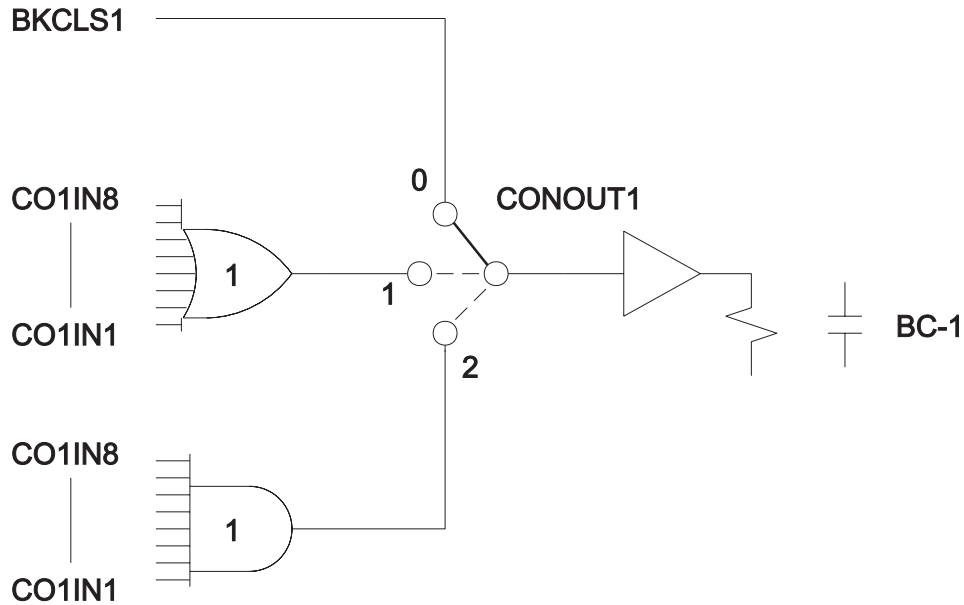 BKCLS1
0
CO1IN8
CONOUT1
1
1
CO1IN1
BC-1
2
CO1IN8
1
CO1IN1